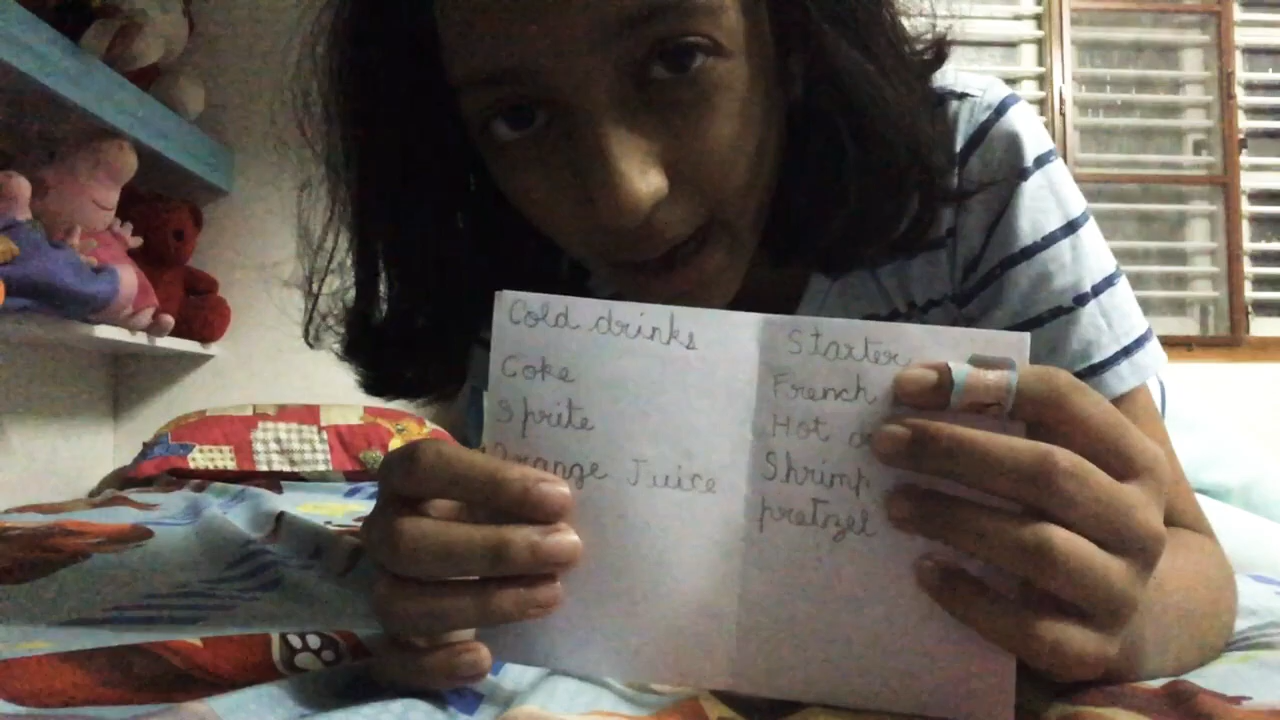 Cold drinks
Coke
Sprite
Orange Juice
Starter
French
Hot
Shrimp
pretzel